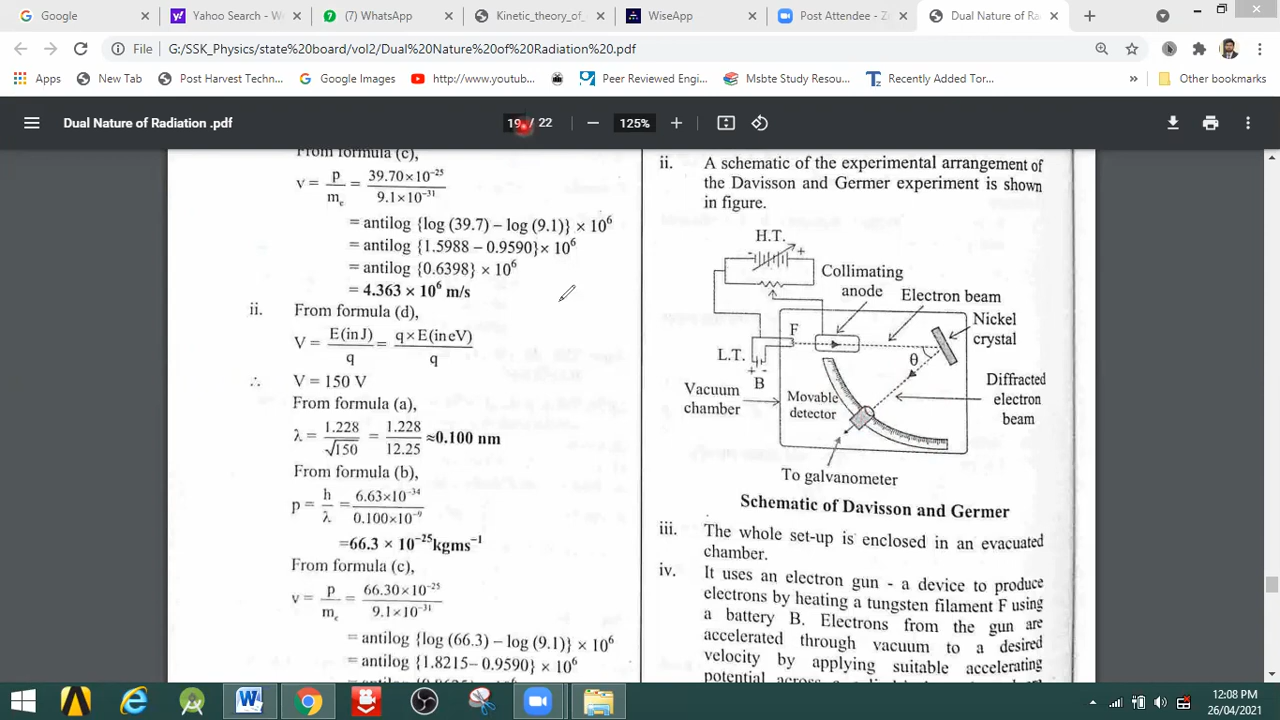 Google
Yahoo Search - We
(7) WhatsApp
Kinetic_theory_of_
WiseApp
Post Attendee - Zo
Dual Nature of Ra
File
G:/SSK_Physics/state%20board/vol2/Dual%20Nature%20of%20Radiation%20.pdf
Apps
New Tab
Post Harvest Techn...
Google Images
http://www.youtub...
Peer Reviewed Engi...
Msbte Study Resou...
Recently Added Tor...
»
Other bookmarks
Dual Nature of Radiation .pdf
19 / 22
125%
From formula (c),
v = p/mₑ = 39.70×10⁻²⁵/9.1×10⁻³¹
= antilog {log (39.7) – log (9.1)} × 10⁶
= antilog {1.5988 – 0.9590}× 10⁶
= antilog {0.6398} × 10⁶
= 4.363 × 10⁶ m/s
ii. From formula (d),
V = E(in J)/q = q×E(in eV)/q
∴ V = 150 V
From formula (a),
λ = 1.228/√150 = 1.228/12.25 ≈0.100 nm
From formula (b),
p = h/λ = 6.63×10⁻³⁴/0.100×10⁻⁹
=66.3 × 10⁻²⁵kgms⁻¹
From formula (c),
v = p/mₑ = 66.30×10⁻²⁵/9.1×10⁻³¹
= antilog {log (66.3) – log (9.1)} × 10⁶
= antilog {1.8215– 0.9590} × 10⁶
ii. A schematic of the experimental arrangement of
the Davisson and Germer experiment is shown
in figure.
H.T.
- +
Collimating
anode
Electron beam
Nickel
crystal
F
θ
L.T.
+ -
B
Vacuum
chamber
Movable
detector
Diffracted
electron
beam
To galvanometer
Schematic of Davisson and Germer
iii. The whole set-up is enclosed in an evacuated
chamber.
iv. It uses an electron gun - a device to produce
electrons by heating a tungsten filament F using
a battery B. Electrons from the gun are
accelerated through vacuum to a desired
velocity by applying suitable accelerating
potential across
12:08 PM
26/04/2021